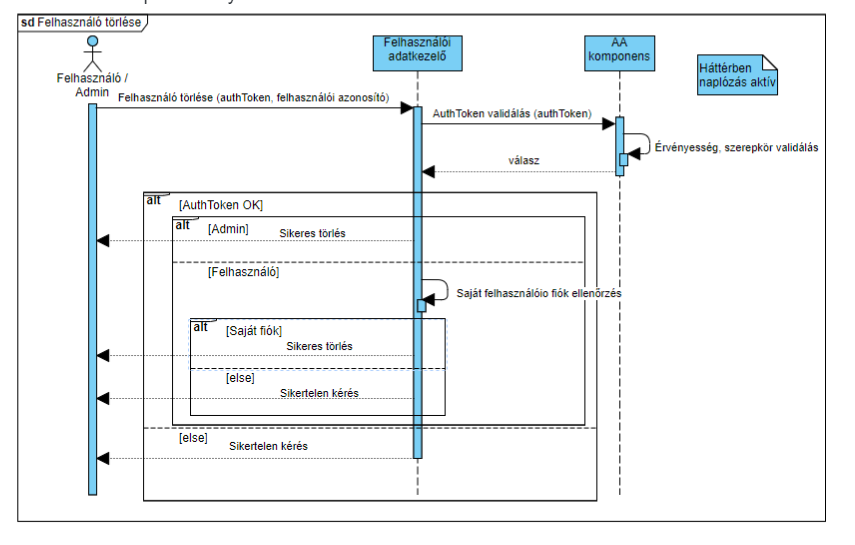 sd Felhasználó törlése
Felhasználó /
Admin
Felhasználói
adatkezelő
AA
komponens
Háttérben
naplózás aktív
Felhasználó törlése (authToken, felhasználói azonosító)
AuthToken validálás (authToken)
Érvényesség, szerepkör validálás
válasz
alt [AuthToken OK]
alt [Admin]
Sikeres törlés
[Felhasználó]
Saját felhasználóio fiók ellenőrzés
alt [Saját fiók]
Sikeres törlés
[else]
Sikertelen kérés
[else]
Sikertelen kérés